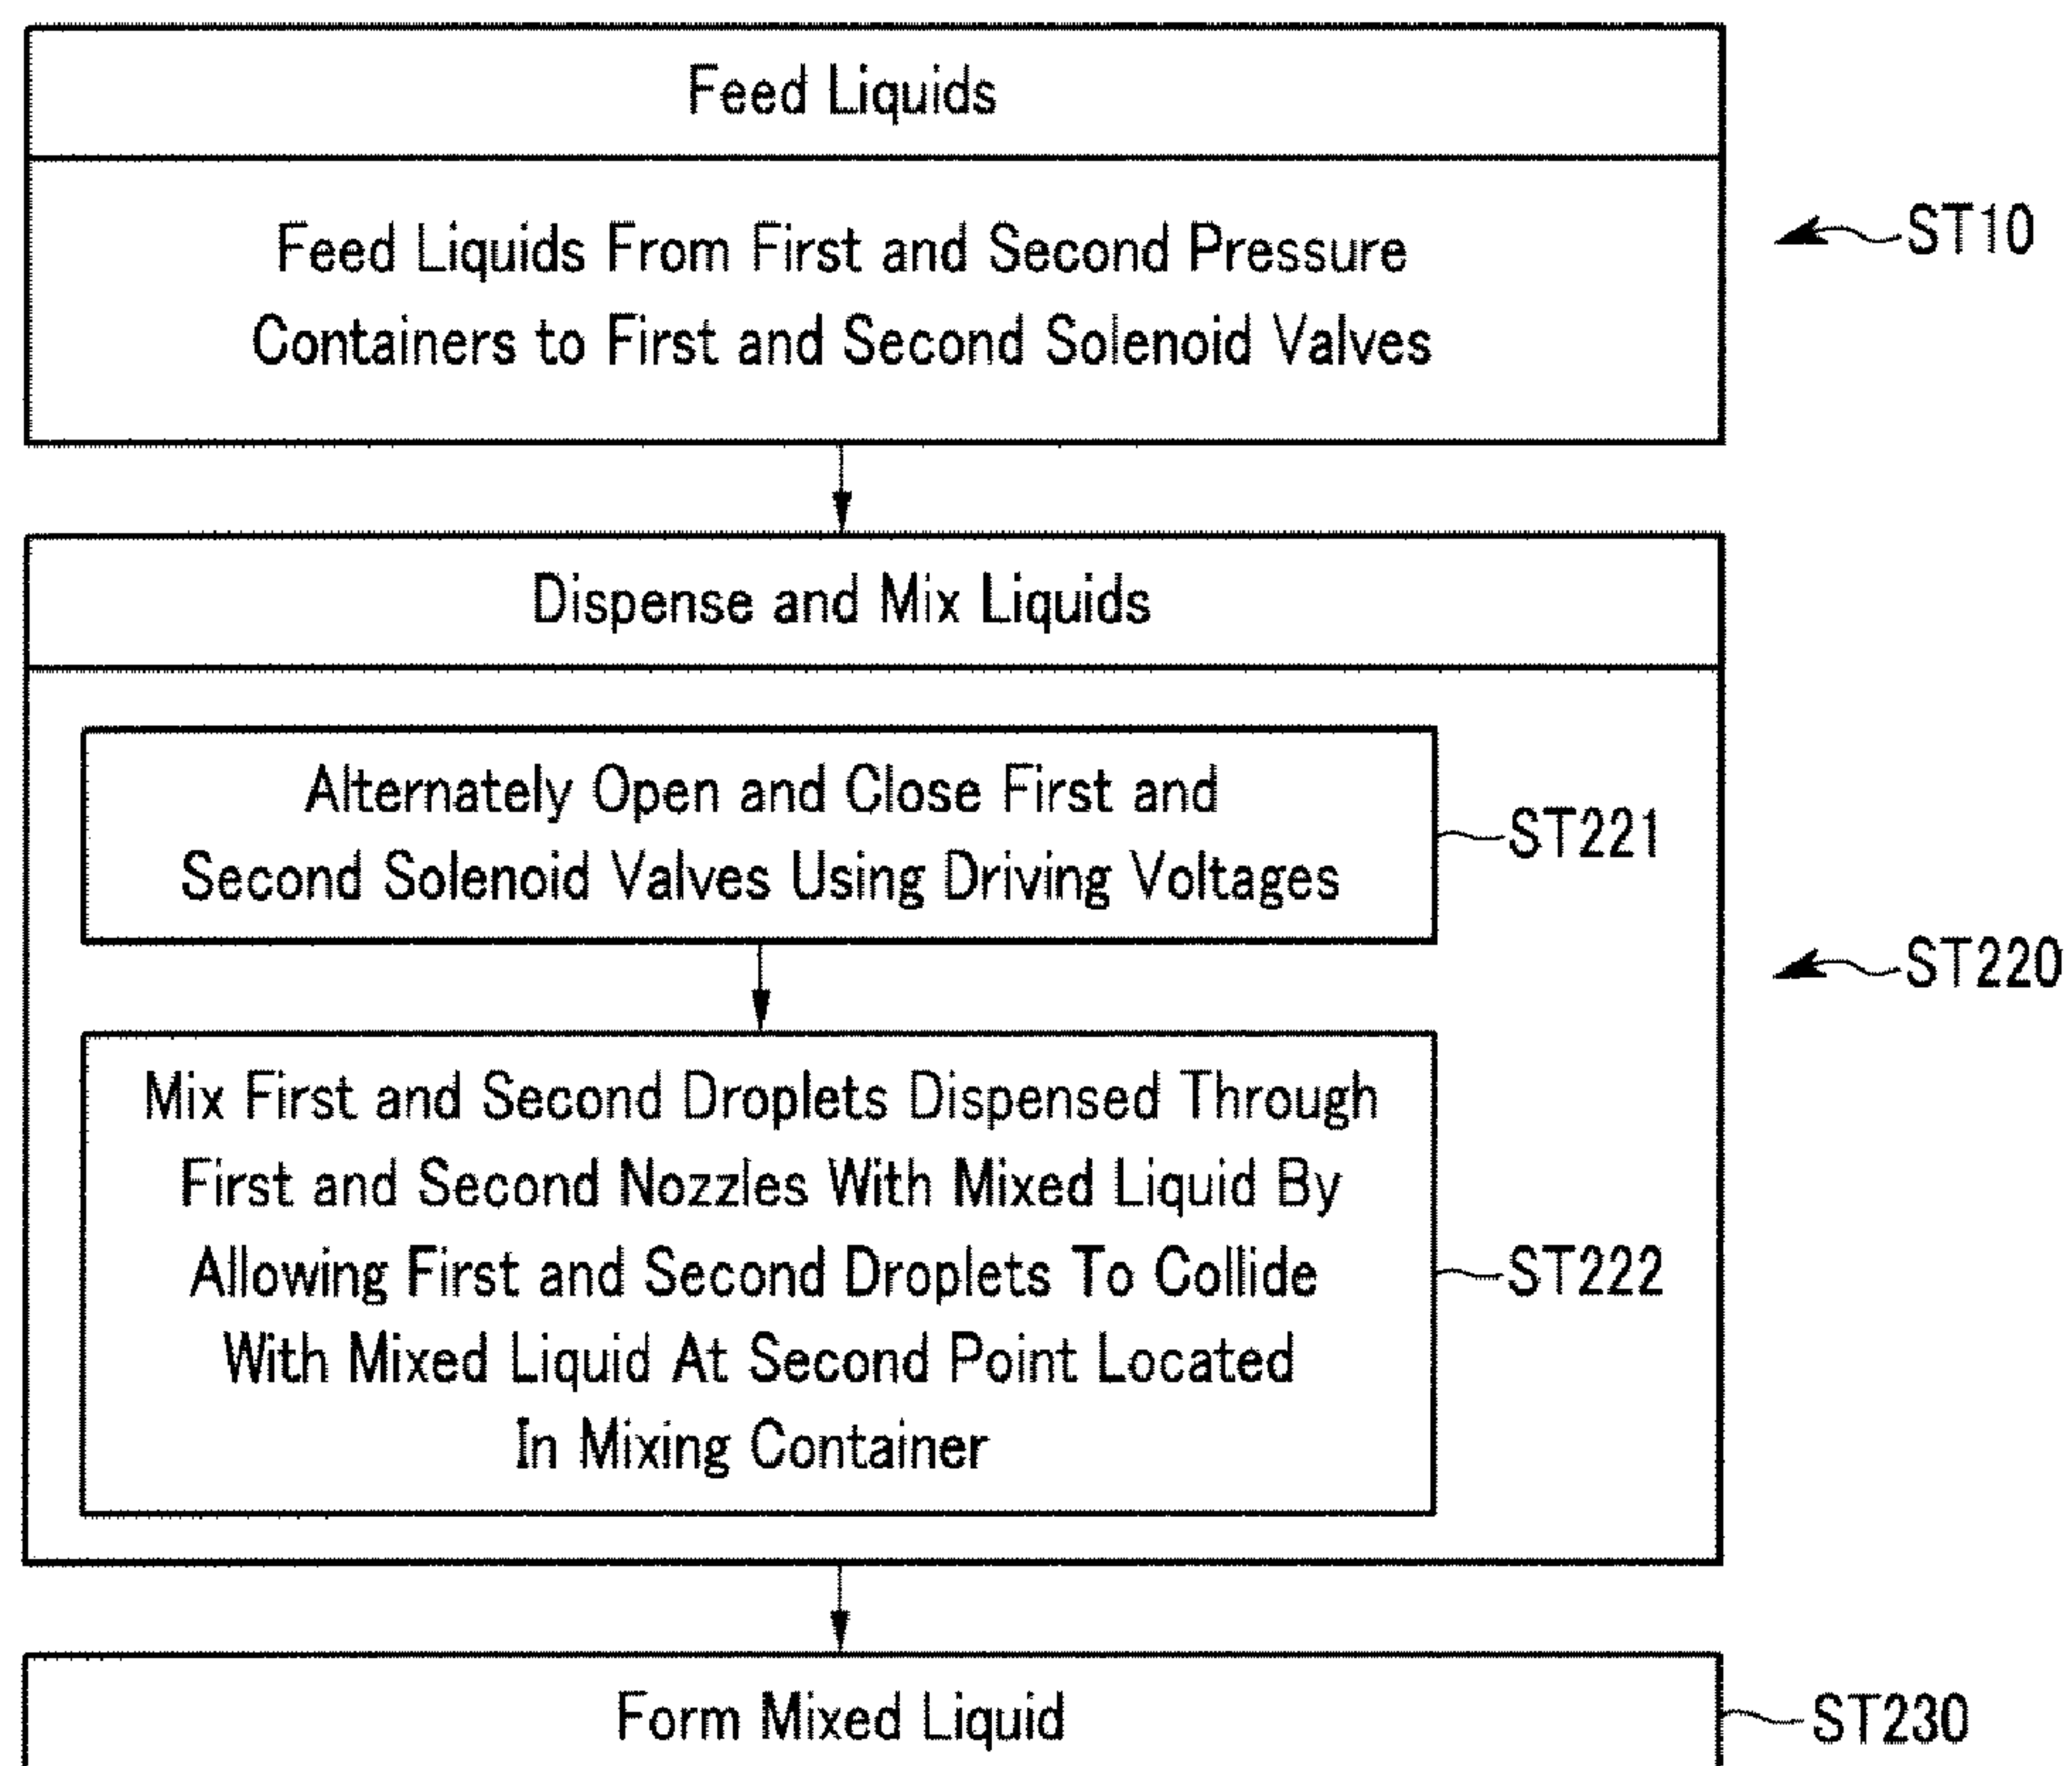 Feed Liquids
Feed Liquids From First and Second Pressure
Containers to First and Second Solenoid Valves
ST10
Dispense and Mix Liquids
Alternately Open and Close First and
Second Solenoid Valves Using Driving Voltages
ST221
ST220
Mix First and Second Droplets Dispensed Through
First and Second Nozzles With Mixed Liquid By
Allowing First and Second Droplets To Collide
With Mixed Liquid At Second Point Located
In Mixing Container
ST222
Form Mixed Liquid
ST230